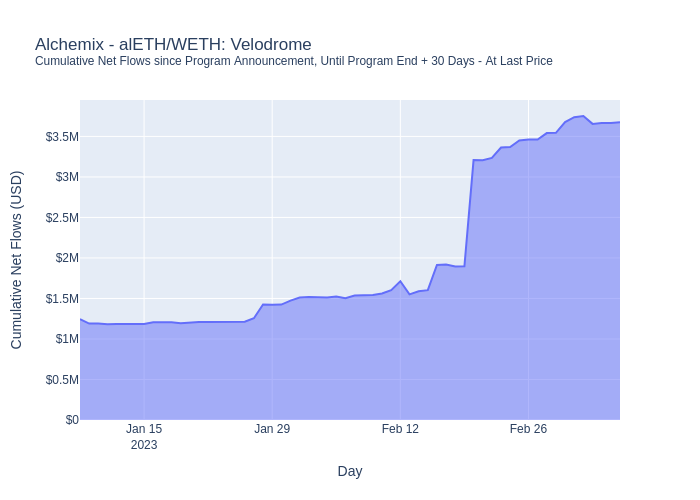 Alchemix - alETH/WETH: Velodrome
Cumulative Net Flows since Program Announcement, Until Program End + 30 Days - At Last Price
Cumulative Net Flows (USD)
$3.5M
$3M
$2.5M
$2M
$1.5M
$1M
$0.5M
$0
Jan 15
2023
Jan 29
Feb 12
Feb 26
Day